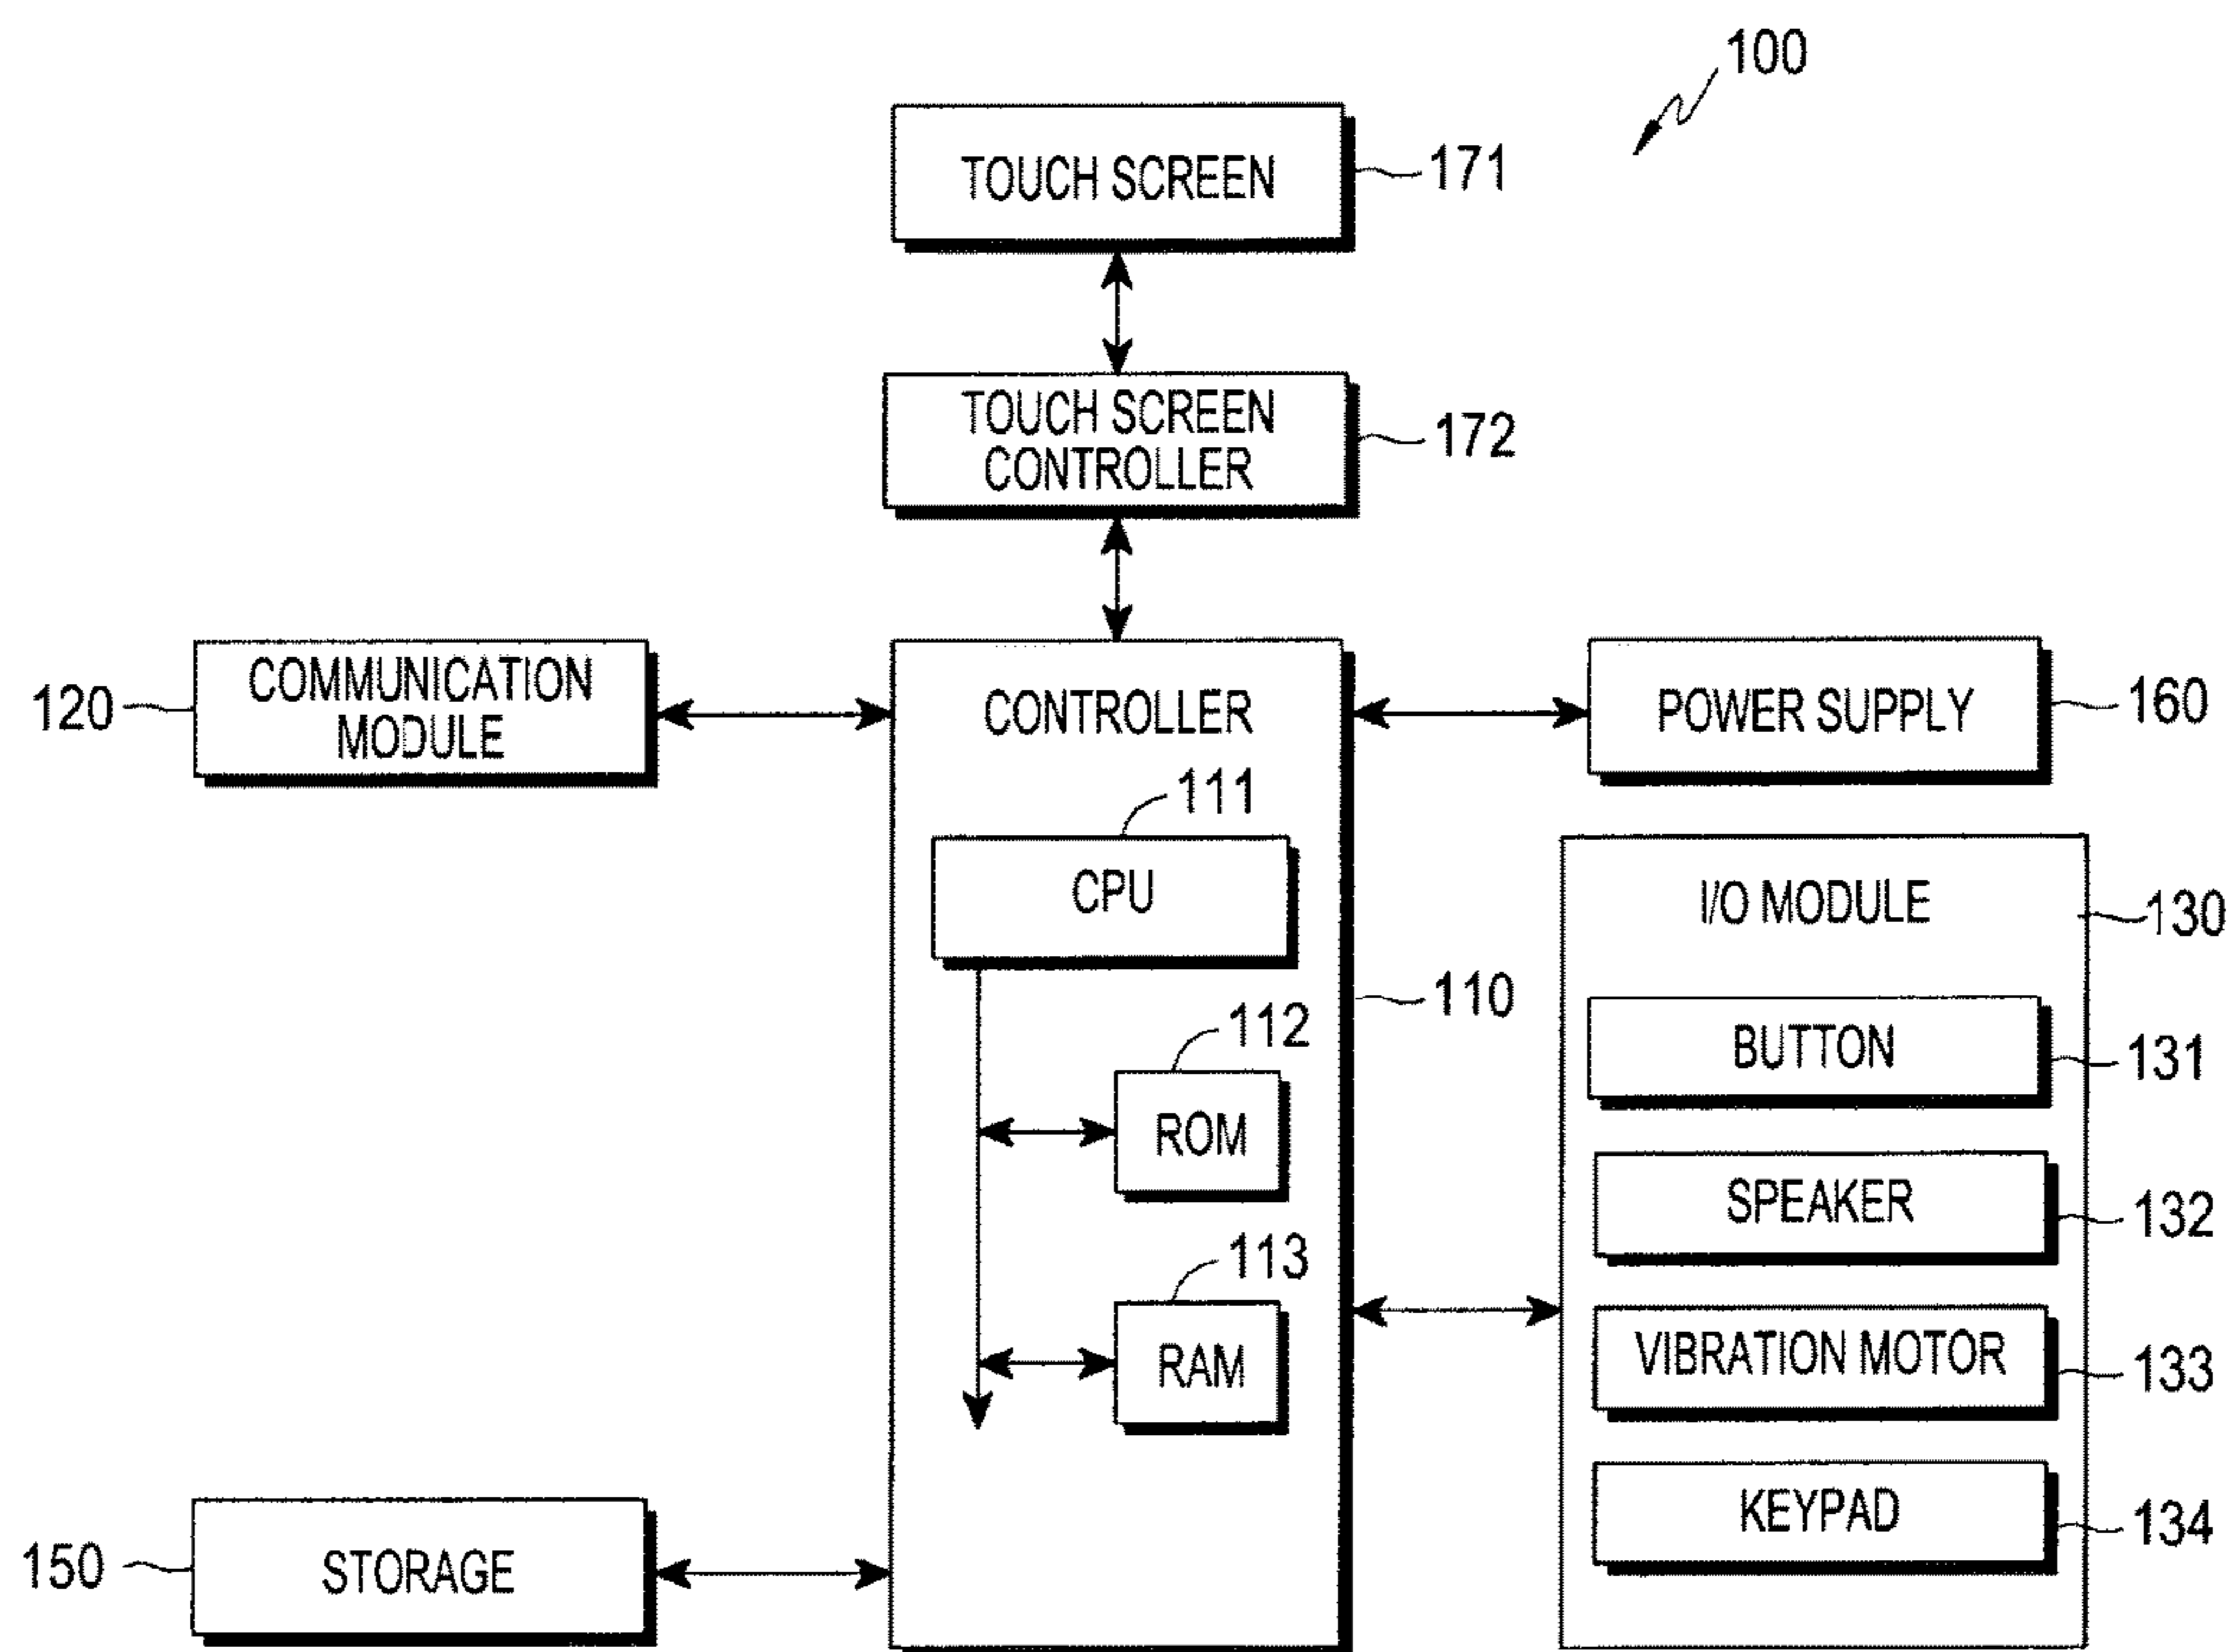 100
TOUCH SCREEN
171
TOUCH SCREEN
CONTROLLER
172
120
COMMUNICATION
MODULE
CONTROLLER
POWER SUPPLY
160
111
CPU
I/O MODULE
130
110
112
ROM
BUTTON
131
SPEAKER
132
113
RAM
VIBRATION MOTOR
133
KEYPAD
134
150
STORAGE